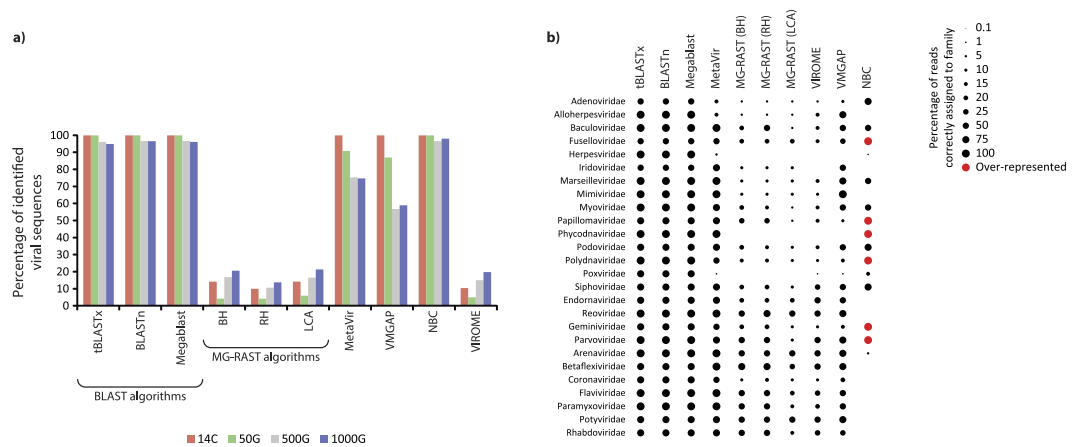 a)
Percentage of identified
viral sequences
100
90
80
70
60
50
40
30
20
10
0
tBLASTx
BLASTn
Megablast
BH
RH
LCA
MetaVir
VMGAP
NBC
VIROME
BLAST algorithms
MG-RAST algorithms
14C
50G
500G
1000G
b)
tBLASTx
BLASTn
Megablast
MetaVir
MG-RAST (BH)
MG-RAST (RH)
MG-RAST (LCA)
VIROME
VMGAP
NBC
Adenoviridae
Alloherpesviridae
Baculoviridae
Fuselloviridae
Herpesviridae
Iridoviridae
Marseilleviridae
Mimiviridae
Myoviridae
Papillomaviridae
Phycodnaviridae
Podoviridae
Polydnaviridae
Poxviridae
Siphoviridae
Endornaviridae
Reoviridae
Geminiviridae
Parvoviridae
Arenaviridae
Betaflexiviridae
Coronaviridae
Flaviviridae
Paramyxoviridae
Potyviridae
Rhabdoviridae
Percentage of reads
correctly assigned to family
0.1
1
5
10
15
20
25
50
75
100
Over-represented